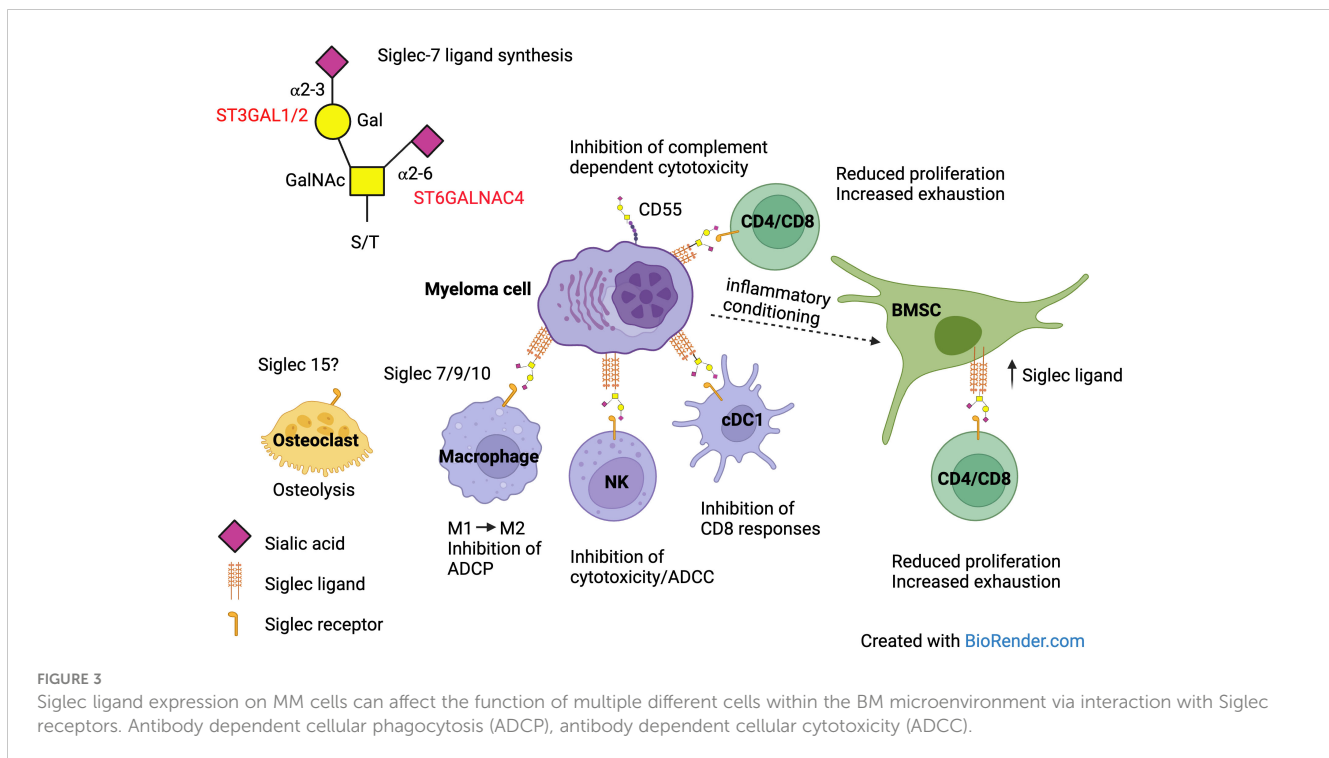 Siglec-7 ligand synthesis
α2-3
ST3GAL1/2
Gal
GalNAc
α2-6
ST6GALNAC4
S/T
Inhibition of complement
dependent cytotoxicity
CD55
CD4/CD8
Reduced proliferation
Increased exhaustion
Myeloma cell
inflammatory
conditioning
BMSC
Siglec ligand
CD4/CD8
Reduced proliferation
Increased exhaustion
Siglec 15?
Osteoclast
Osteolysis
Siglec 7/9/10
Macrophage
M1 → M2
Inhibition of
ADCP
NK
Inhibition of
cytotoxicity/ADCC
cDC1
Inhibition of
CD8 responses
Sialic acid
Siglec ligand
Siglec receptor
Created with BioRender.com
FIGURE 3
Siglec ligand expression on MM cells can affect the function of multiple different cells within the BM microenvironment via interaction with Siglec
receptors. Antibody dependent cellular phagocytosis (ADCP), antibody dependent cellular cytotoxicity (ADCC).